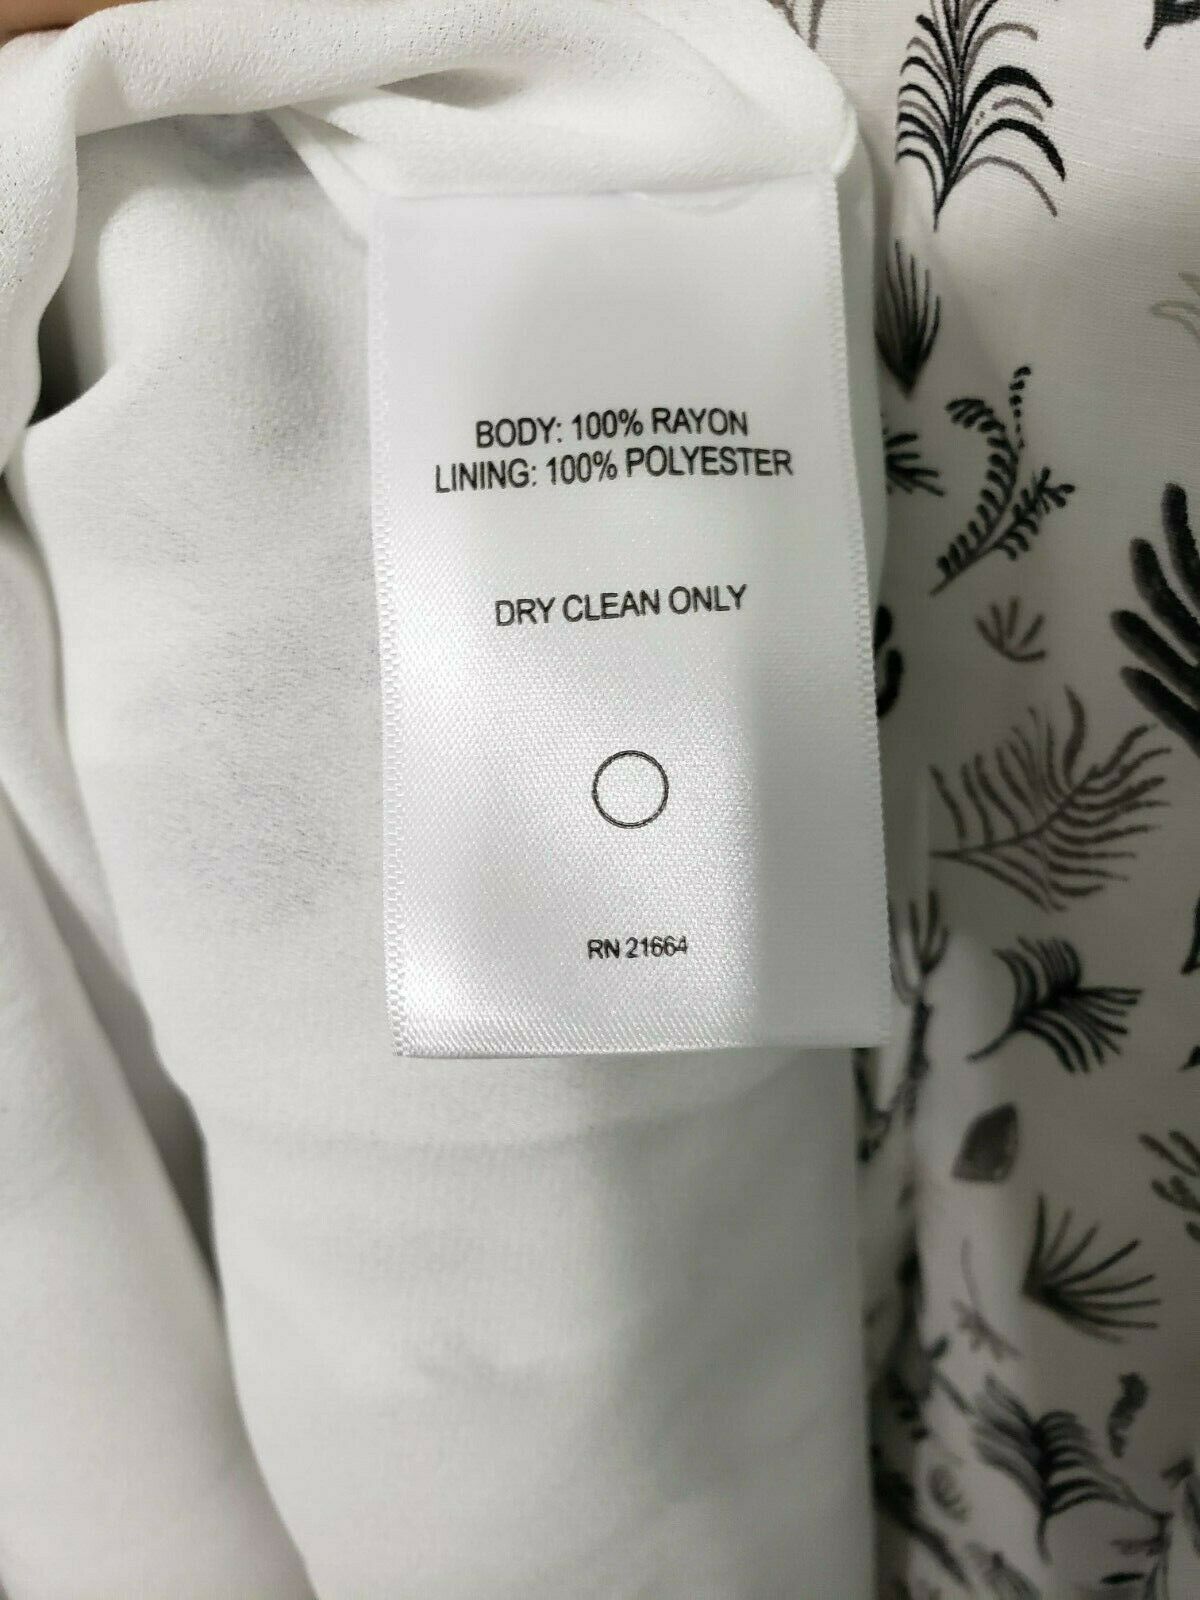 BODY: 100% RAYON
LINING: 100% POLYESTER
DRY CLEAN ONLY
RN 21664